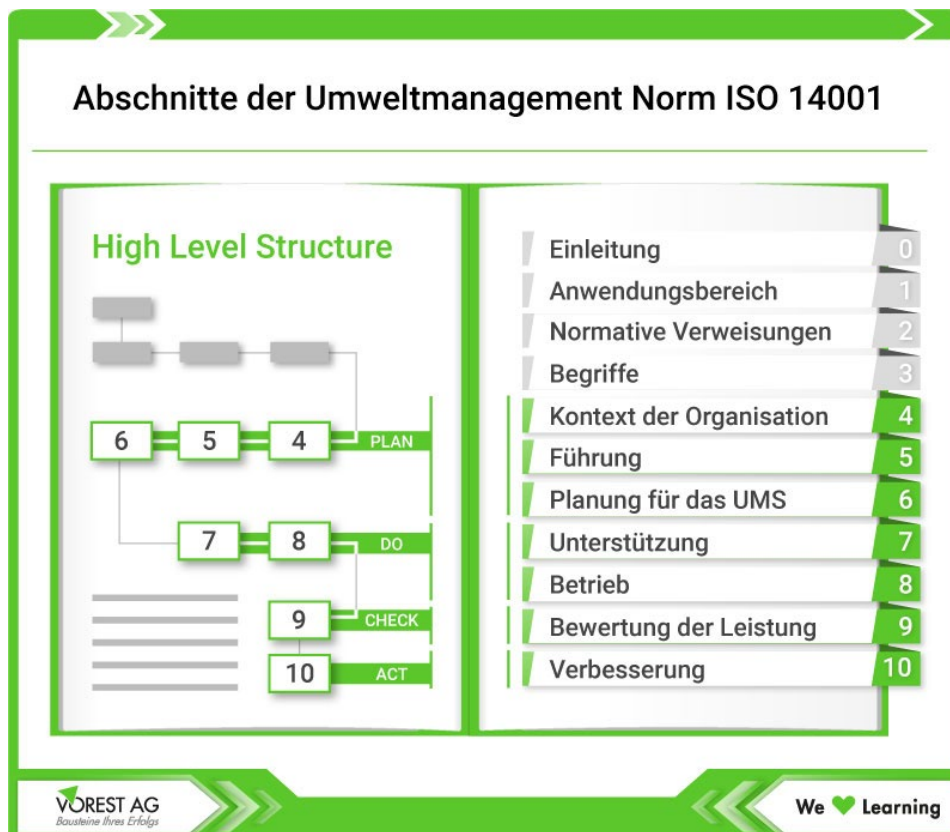 Abschnitte der Umweltmanagement Norm ISO 14001
High Level Structure
6 5 4 PLAN
7 8 DO
9 CHECK
10 ACT
Einleitung 0
Anwendungsbereich 1
Normative Verweisungen 2
Begriffe 3
Kontext der Organisation 4
Führung 5
Planung für das UMS 6
Unterstützung 7
Betrieb 8
Bewertung der Leistung 9
Verbesserung 10
VOREST AG
Bausteine Ihres Erfolgs
We Learning